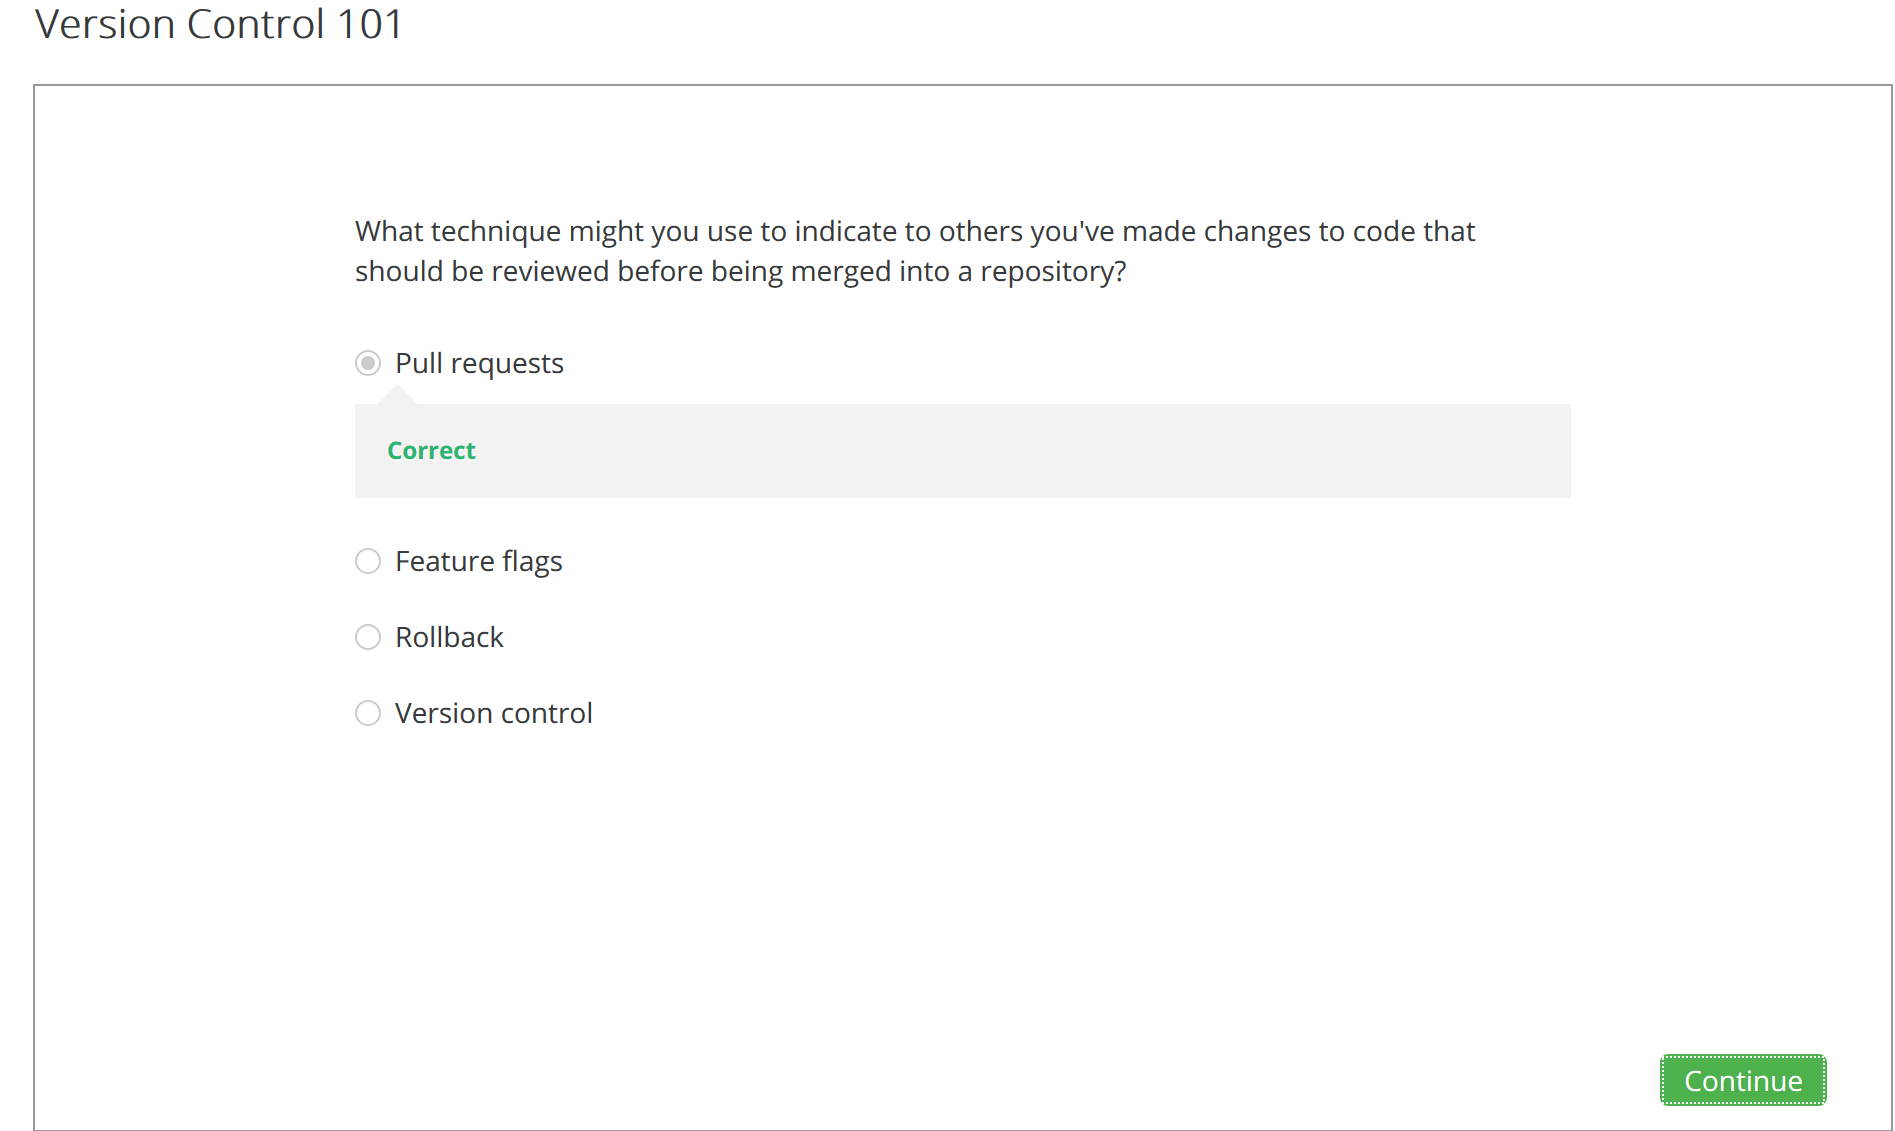 Version Control 101
What technique might you use to indicate to others you've made changes to code that
should be reviewed before being merged into a repository?
Pull requests
Correct
Feature flags
Rollback
Version control
Continue